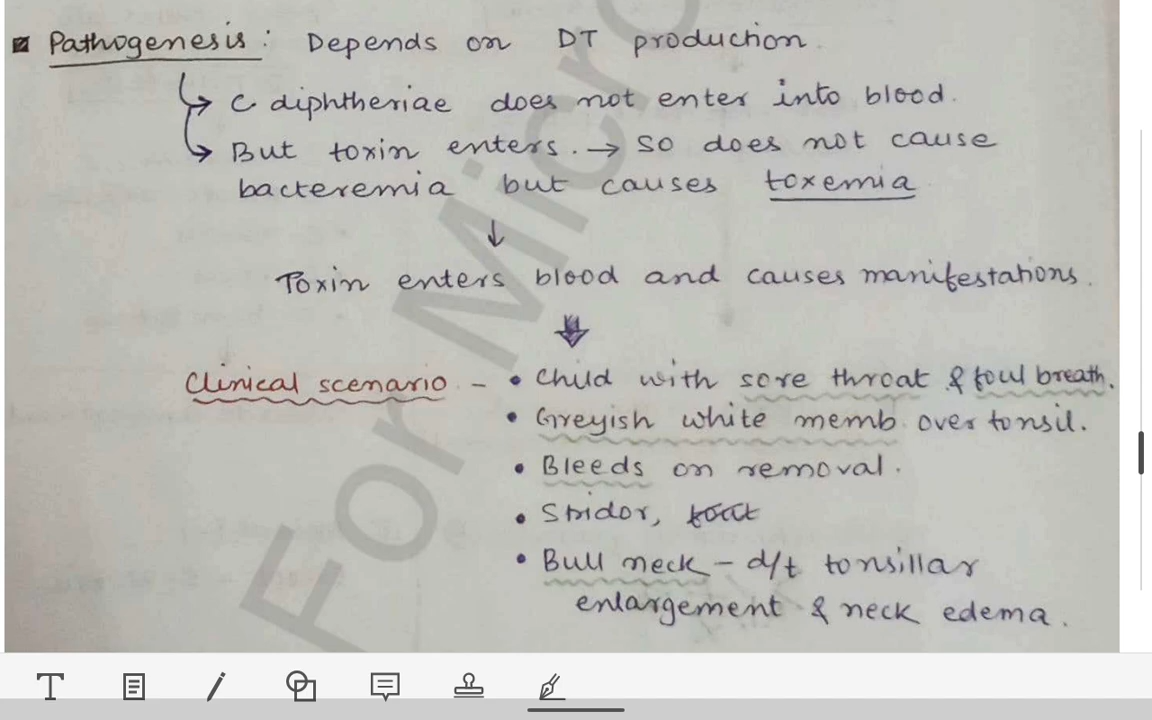 Pathogenesis : Depends on DT production.
C diphtheriae does not enter into blood.
But toxin enters. → So does not cause
bacteremia but causes toxemia
↓
Toxin enters blood and causes manifestations.
Clinical scenario - • Child with sore throat & foul breath.
• Greyish white memb. over tonsil.
• Bleeds on removal.
• Stridor,
• Bull neck - d/t tonsillar
enlargement & neck edema.
For Micro
T